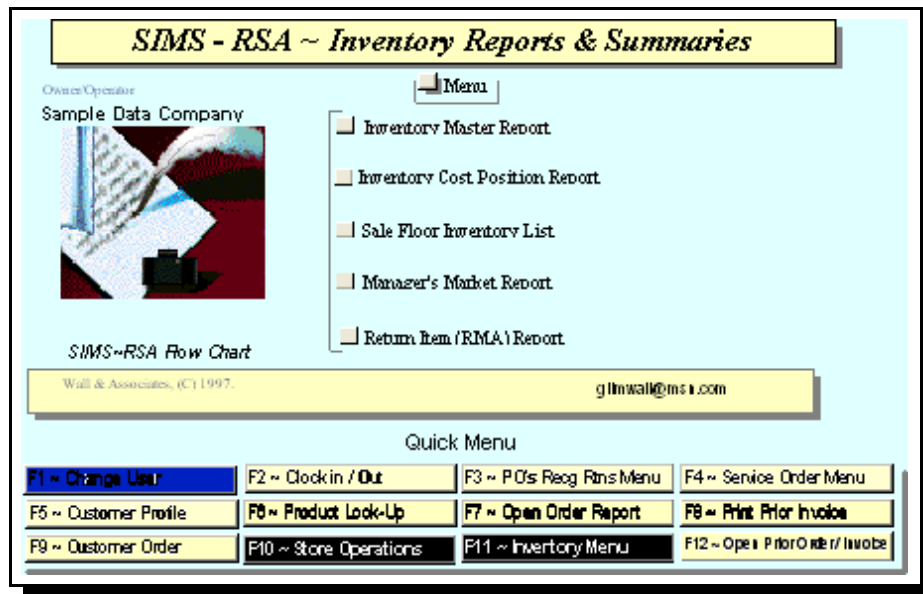 SIMS - RSA ~ Inventory Reports & Summaries
Owner/Operator
Sample Data Company
Menu
Inventory Master Report
Inventory Cost Position Report
Sale Floor Inventory List
Manager's Market Report
Return Item (RMA) Report
SIMS~RSA Flow Chart
Wall & Associates, (C) 1997.
glimwall@msn.com
Quick Menu
F1 ~ Change User
F2 ~ Clock in / Out
F3 ~ PO's Recg Rtns Menu
F4 ~ Service Order Menu
F5 ~ Customer Profile
F6 ~ Product Look-Up
F7 ~ Open Order Report
F8 ~ Print Prior Invoice
F9 ~ Customer Order
F10 ~ Store Operations
F11 ~ Inventory Menu
F12 ~ Open Prior Order/ Invoice